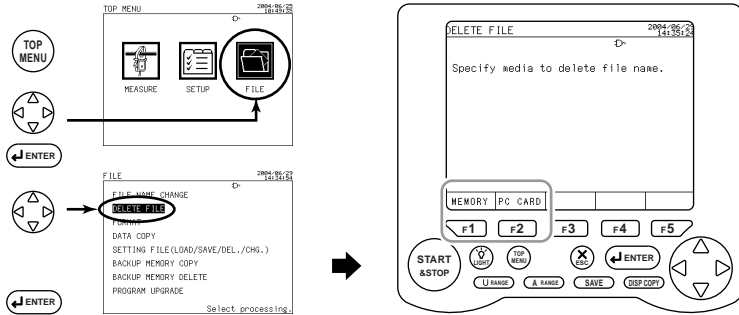 TOP MENU
2004/06/25
10:49:35
TOP
MENU
MEASURE SETUP FILE
ENTER
FILE
2004/06/29
14:34:54
FILE NAME CHANGE
DELETE FILE
FORMAT
DATA COPY
SETTING FILE(LOAD/SAVE/DEL./CHG.)
BACKUP MEMORY COPY
BACKUP MEMORY DELETE
PROGRAM UPGRADE
ENTER
Select processing.
DELETE FILE
2004/06/29
14:35:24
Specify media to delete file name.
MEMORY PC CARD
F1 F2 F3 F4 F5
START
&STOP
LIGHT
TOP
MENU
ESC
ENTER
U RANGE A RANGE SAVE DISP COPY